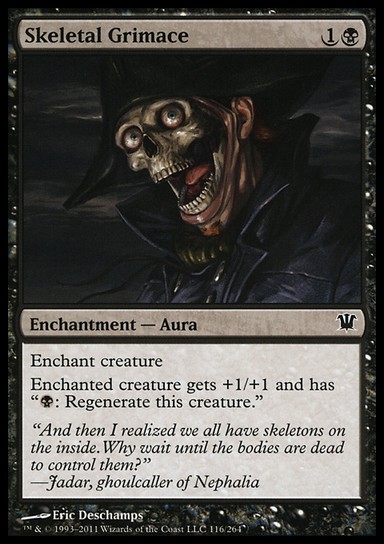 Skeletal Grimace 1
Enchantment — Aura
Enchant creature
Enchanted creature gets +1/+1 and has
“: Regenerate this creature.”
“And then I realized we all have skeletons on
the inside. Why wait until the bodies are dead
to control them?”
—Jadar, ghoulcaller of Nephalia
Eric Deschamps
™ & © 1993–2011 Wizards of the Coast LLC 116/264